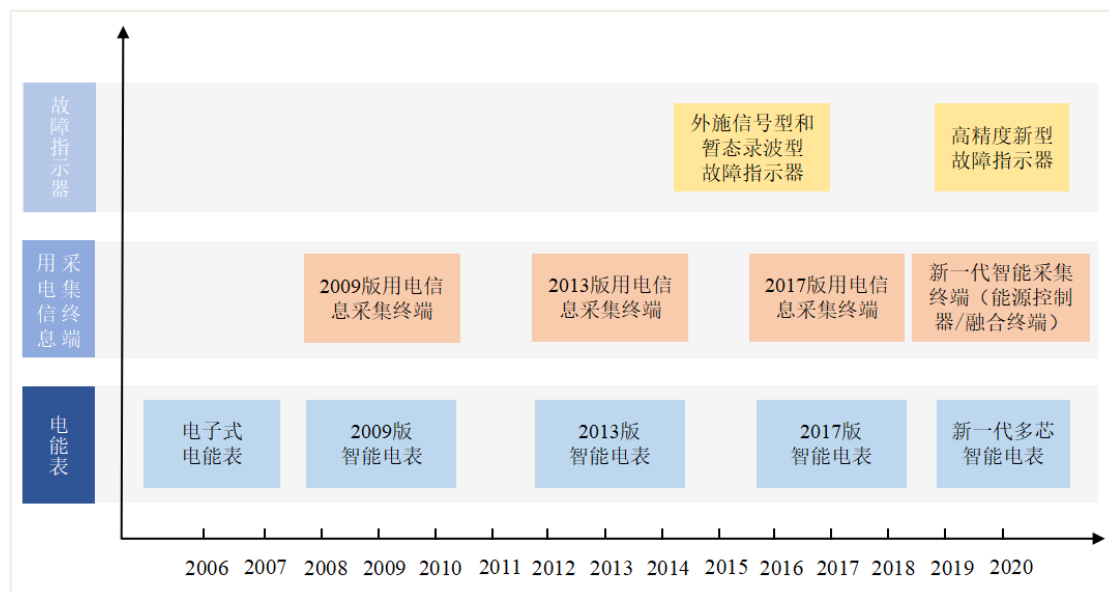 故障指示器
外施信号型和
暂态录波型
故障指示器
高精度新型
故障指示器
用电信息
采集终端
2009版用电信
息采集终端
2013版用电信
息采集终端
2017版用电信
息采集终端
新一代智能采集
终端（能源控制
器/融合终端）
电能表
电子式
电能表
2009版
智能电表
2013版
智能电表
2017版
智能电表
新一代多芯
智能电表
2006 2007 2008 2009 2010 2011 2012 2013 2014 2015 2016 2017 2018 2019 2020